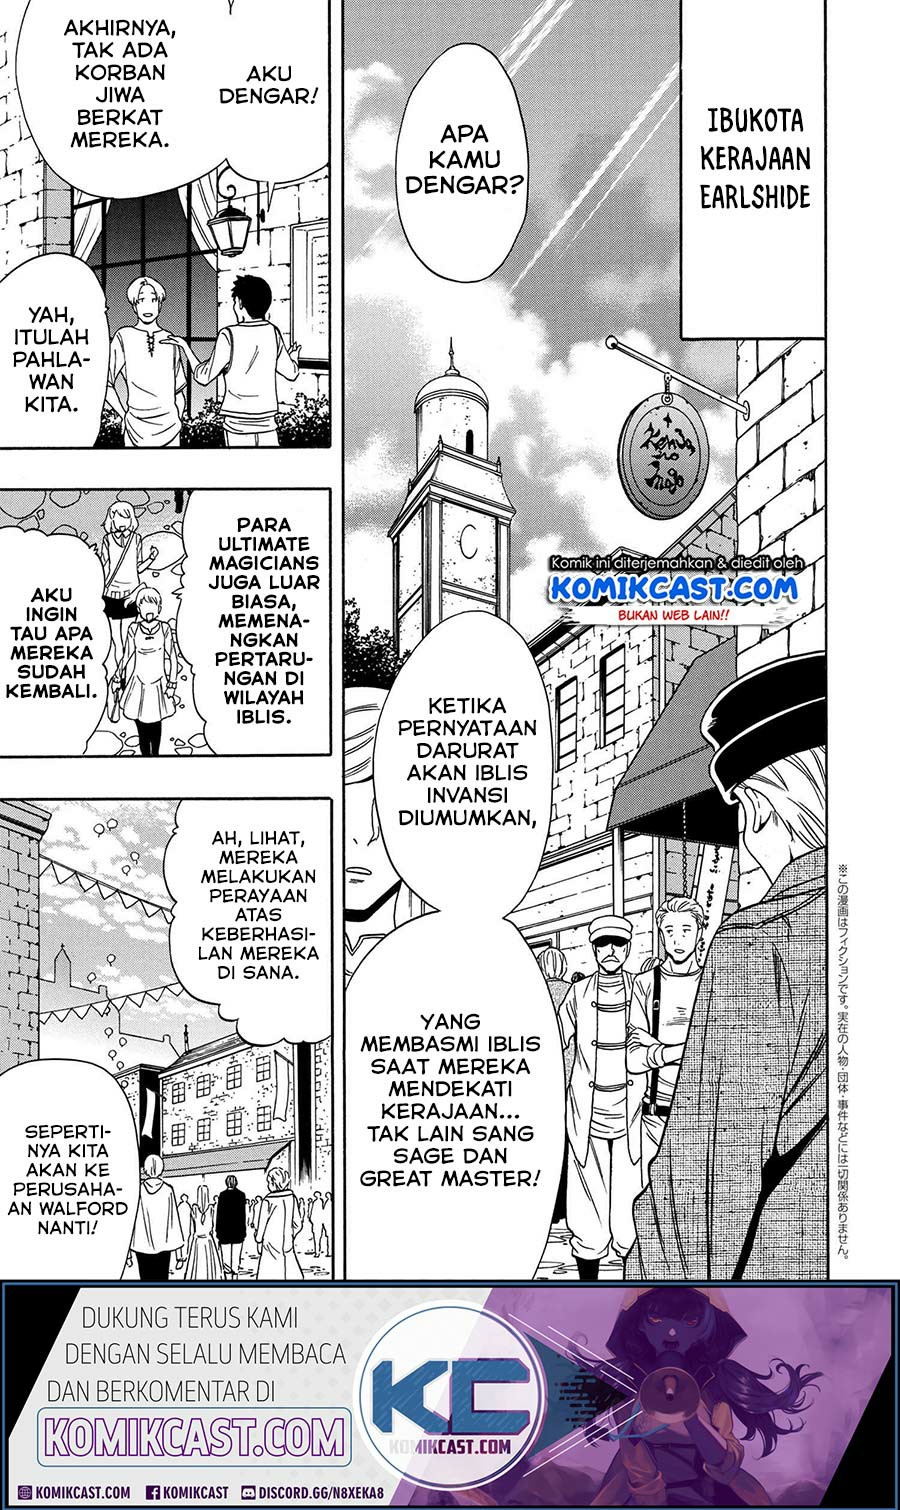 IBUKOTA
KERAJAAN
EARLSHIDE
APA
KAMU
DENGAR?
Komik ini diterjemahkan & diedit oleh
KOMIKCAST.COM
BUKAN WEB LAIN!!
KETIKA
PERNYATAAN
DARURAT
AKAN IBLIS
INVANSI
DIUMUMKAN,
YANG
MEMBASMI IBLIS
SAAT MEREKA
MENDEKATI
KERAJAAN...
TAK LAIN SANG
SAGE DAN
GREAT MASTER!
※この漫画はフィクションです。実在の人物・団体・事件などには一切関係ありません。
AKU
DENGAR!
AKHIRNYA,
TAK ADA
KORBAN
JIWA
BERKAT
MEREKA.
YAH,
ITULAH
PAHLA-
WAN
KITA.
PARA
ULTIMATE
MAGICIANS
JUGA LUAR
BIASA,
MEMENA-
NGKAN
PERTARU-
NGAN DI
WILAYAH
IBLIS.
AKU
INGIN
TAU APA
MEREKA
SUDAH
KEMBALI.
AH, LIHAT,
MEREKA
MELAKUKAN
PERAYAAN
ATAS
KEBERHASI-
LAN MEREKA
DI SANA.
SEPERTI-
NYA KITA
AKAN KE
PERUSAHA-
AN WALFORD
NANTI!
DUKUNG TERUS KAMI
DENGAN SELALU MEMBACA
DAN BERKOMENTAR DI
KOMIKCAST.COM
KC
KOMIKCAST.COM
KOMIKCAST.COM KOMIKCAST DISCORD.GG/N8XEKA8